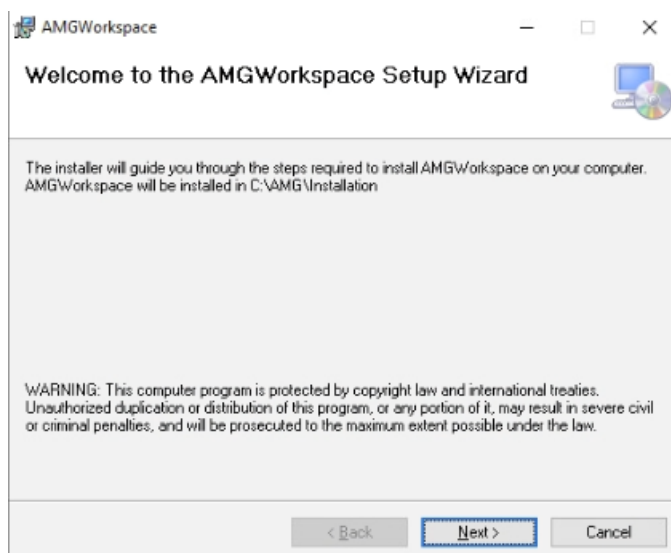 AMGWorkspace
Welcome to the AMGWorkspace Setup Wizard
The installer will guide you through the steps required to install AMGWorkspace on your computer.
AMGWorkspace will be installed in C:\AMG\Installation
WARNING: This computer program is protected by copyright law and international treaties.
Unauthorized duplication or distribution of this program, or any portion of it, may result in severe civil
or criminal penalties, and will be prosecuted to the maximum extent possible under the law.
< Back
Next >
Cancel